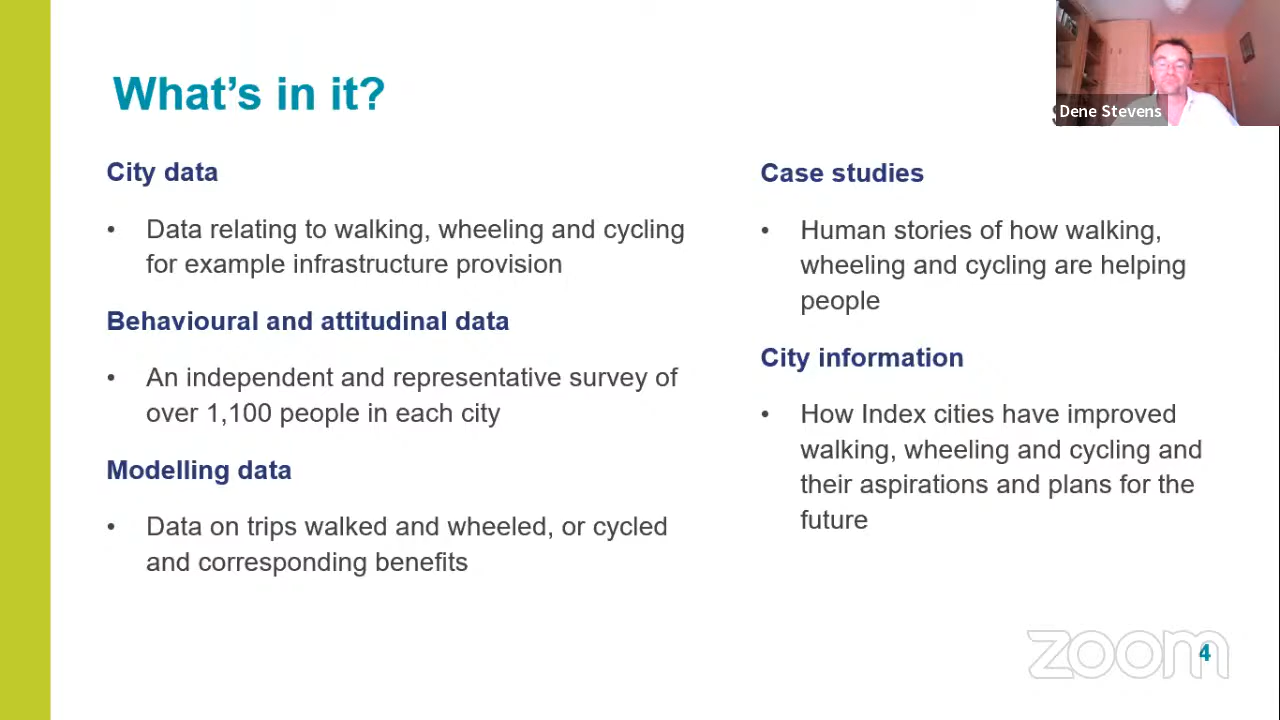 What's in it?
Dene Stevens
City data
• Data relating to walking, wheeling and cycling
for example infrastructure provision
Behavioural and attitudinal data
• An independent and representative survey of
over 1,100 people in each city
Modelling data
• Data on trips walked and wheeled, or cycled
and corresponding benefits
Case studies
• Human stories of how walking,
wheeling and cycling are helping
people
City information
• How Index cities have improved
walking, wheeling and cycling and
their aspirations and plans for the
future
zoom
4